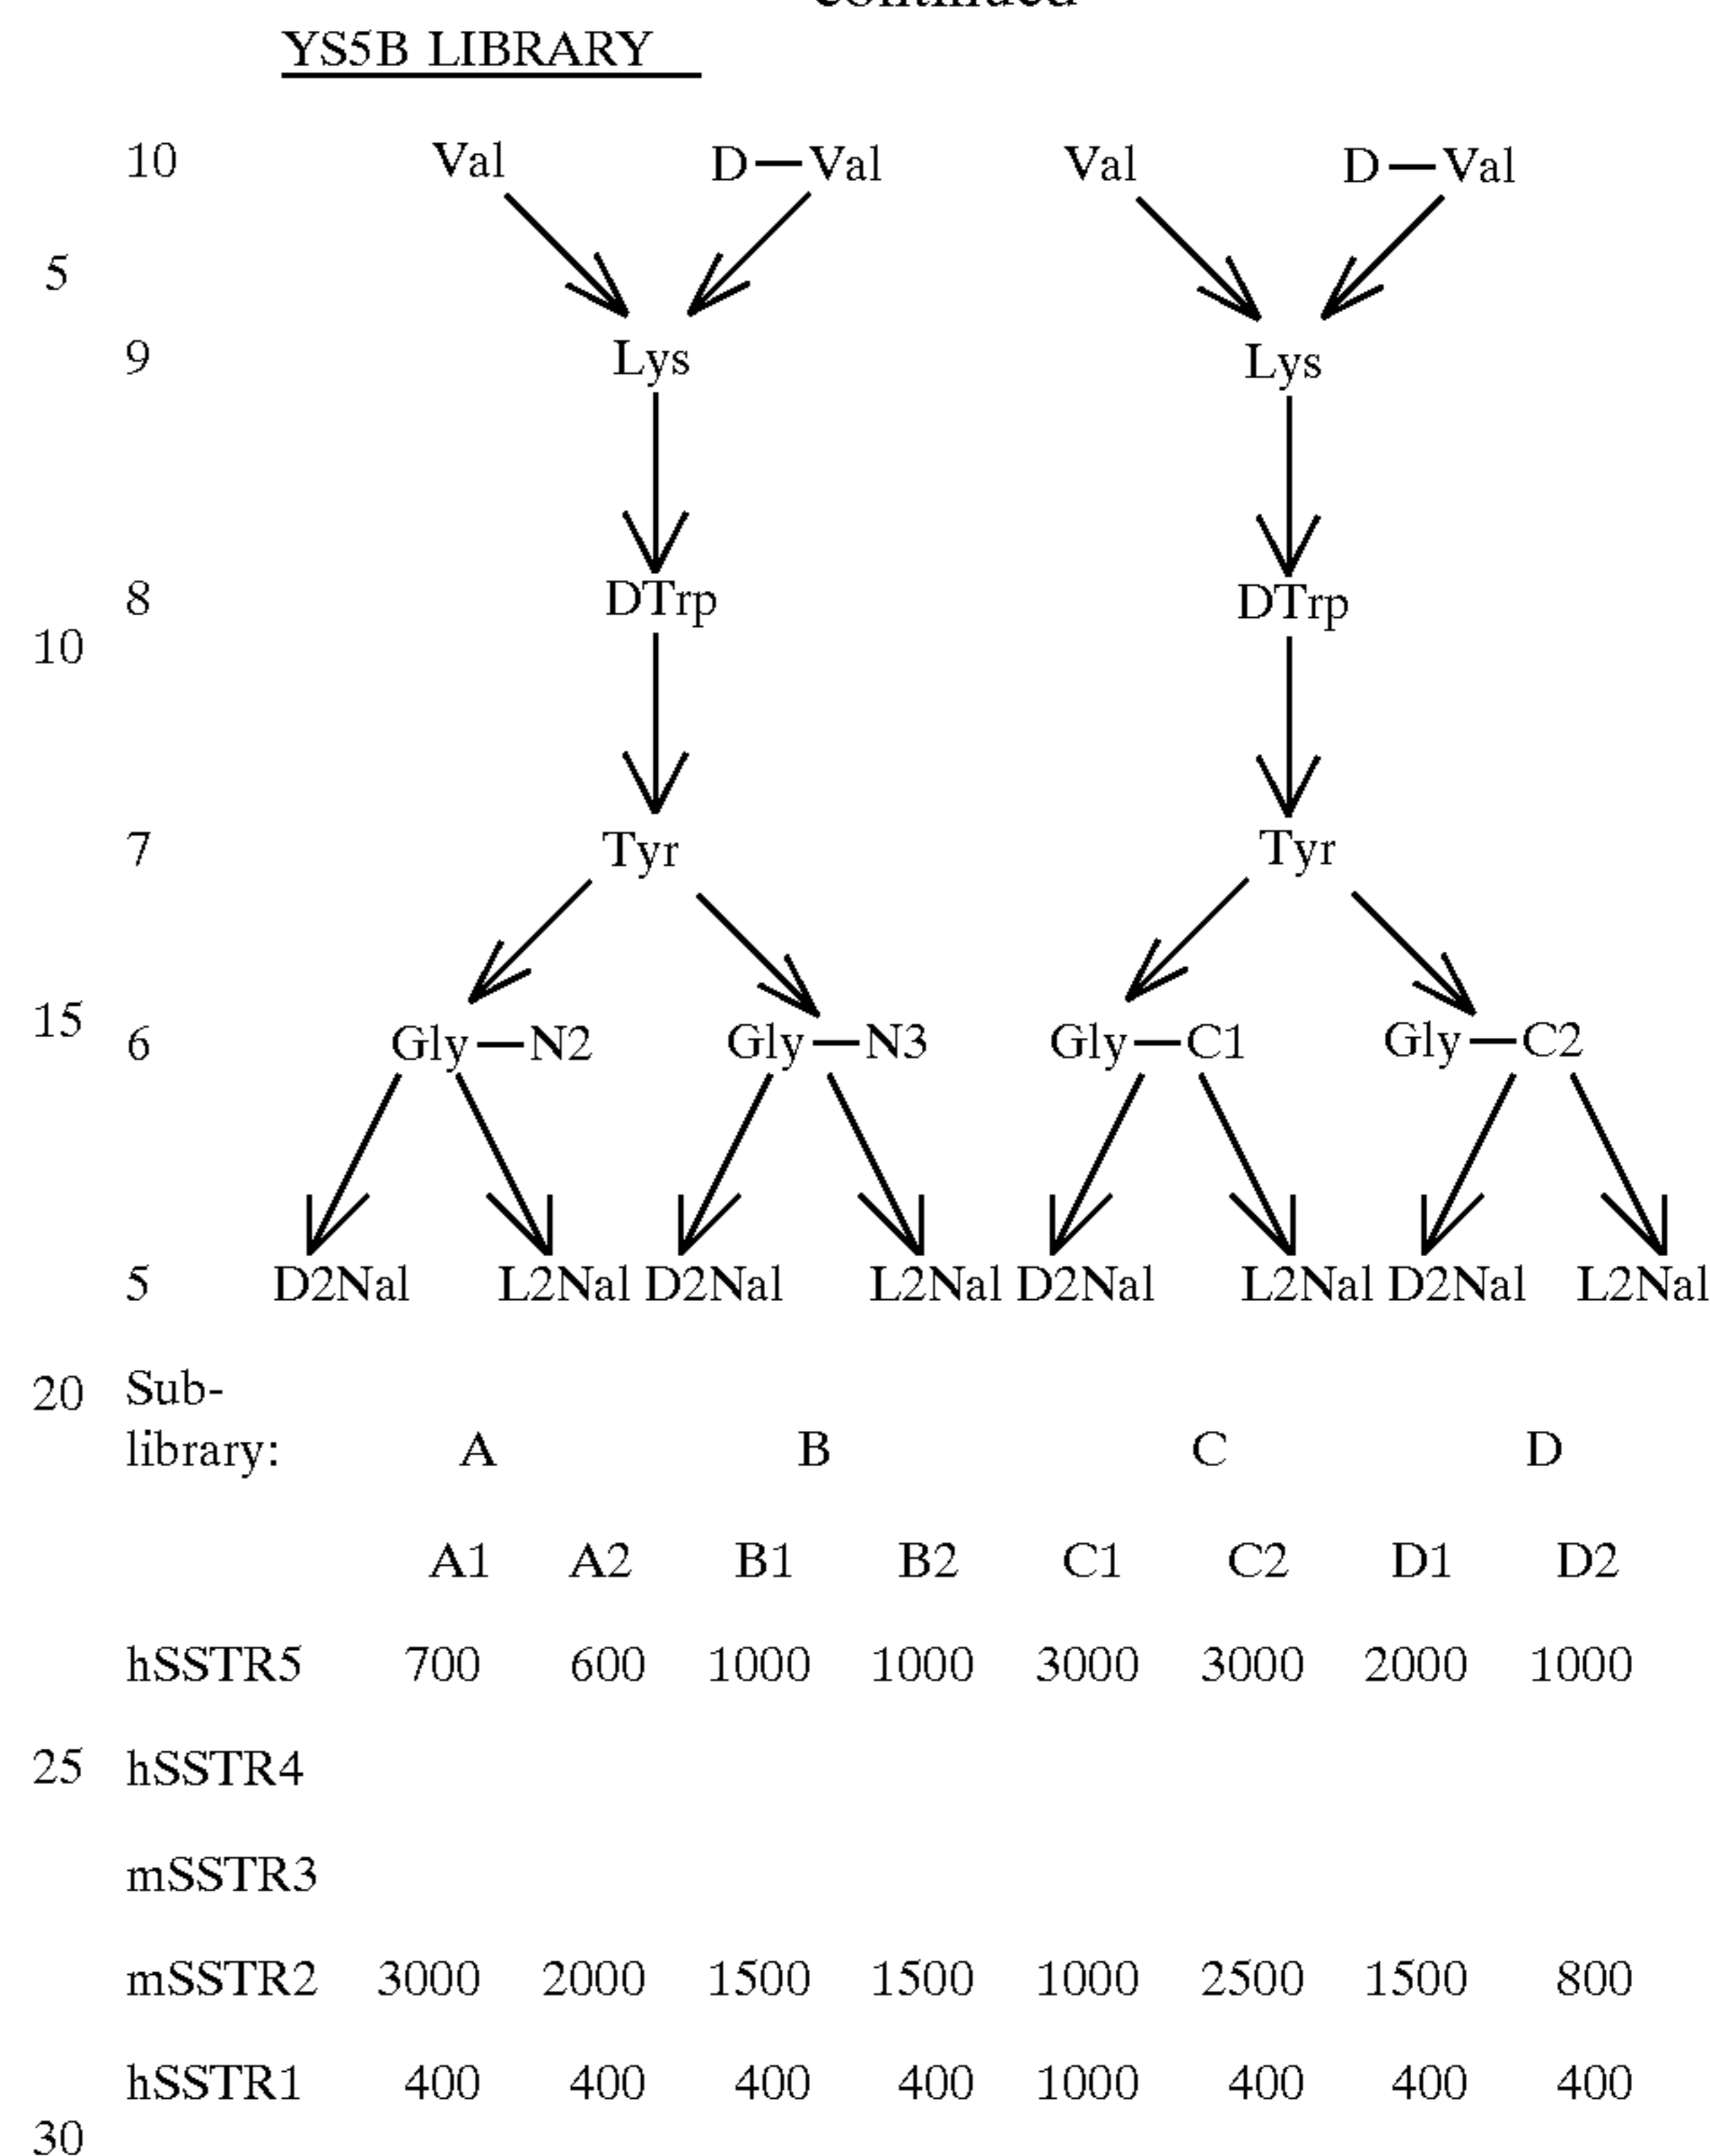 continued
YS5B LIBRARY
10 Val D—Val Val D—Val
5
9 Lys Lys
8 DTrp DTrp
10
7 Tyr Tyr
15
6 Gly—N2 Gly—N3 Gly—C1 Gly—C2
5 D2Nal L2Nal D2Nal L2Nal D2Nal L2Nal D2Nal L2Nal
20 Sub-
library: A B C D
A1 A2 B1 B2 C1 C2 D1 D2
hSSTR5 700 600 1000 1000 3000 3000 2000 1000
25 hSSTR4
mSSTR3
mSSTR2 3000 2000 1500 1500 1000 2500 1500 800
hSSTR1 400 400 400 400 1000 400 400 400
30